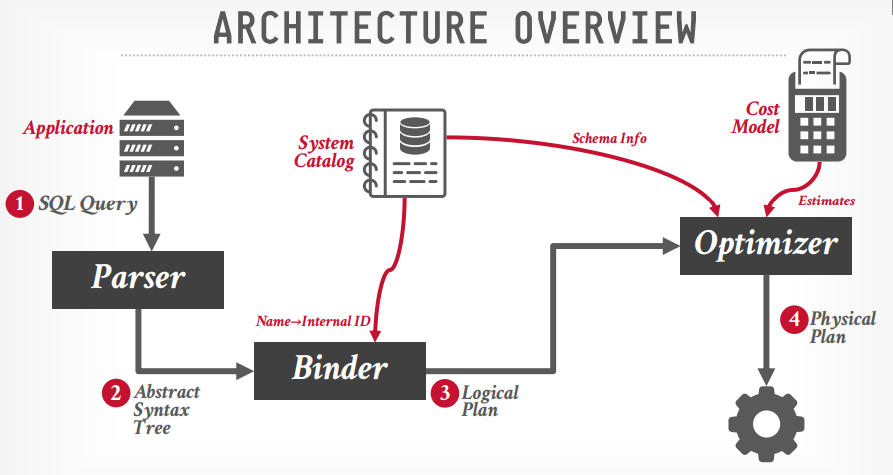 ARCHITECTURE OVERVIEW
Application
1 SQL Query
Parser
2 Abstract
Syntax
Tree
System
Catalog
Name→Internal ID
Binder
3 Logical
Plan
Schema Info
Cost
Model
Estimates
Optimizer
4 Physical
Plan